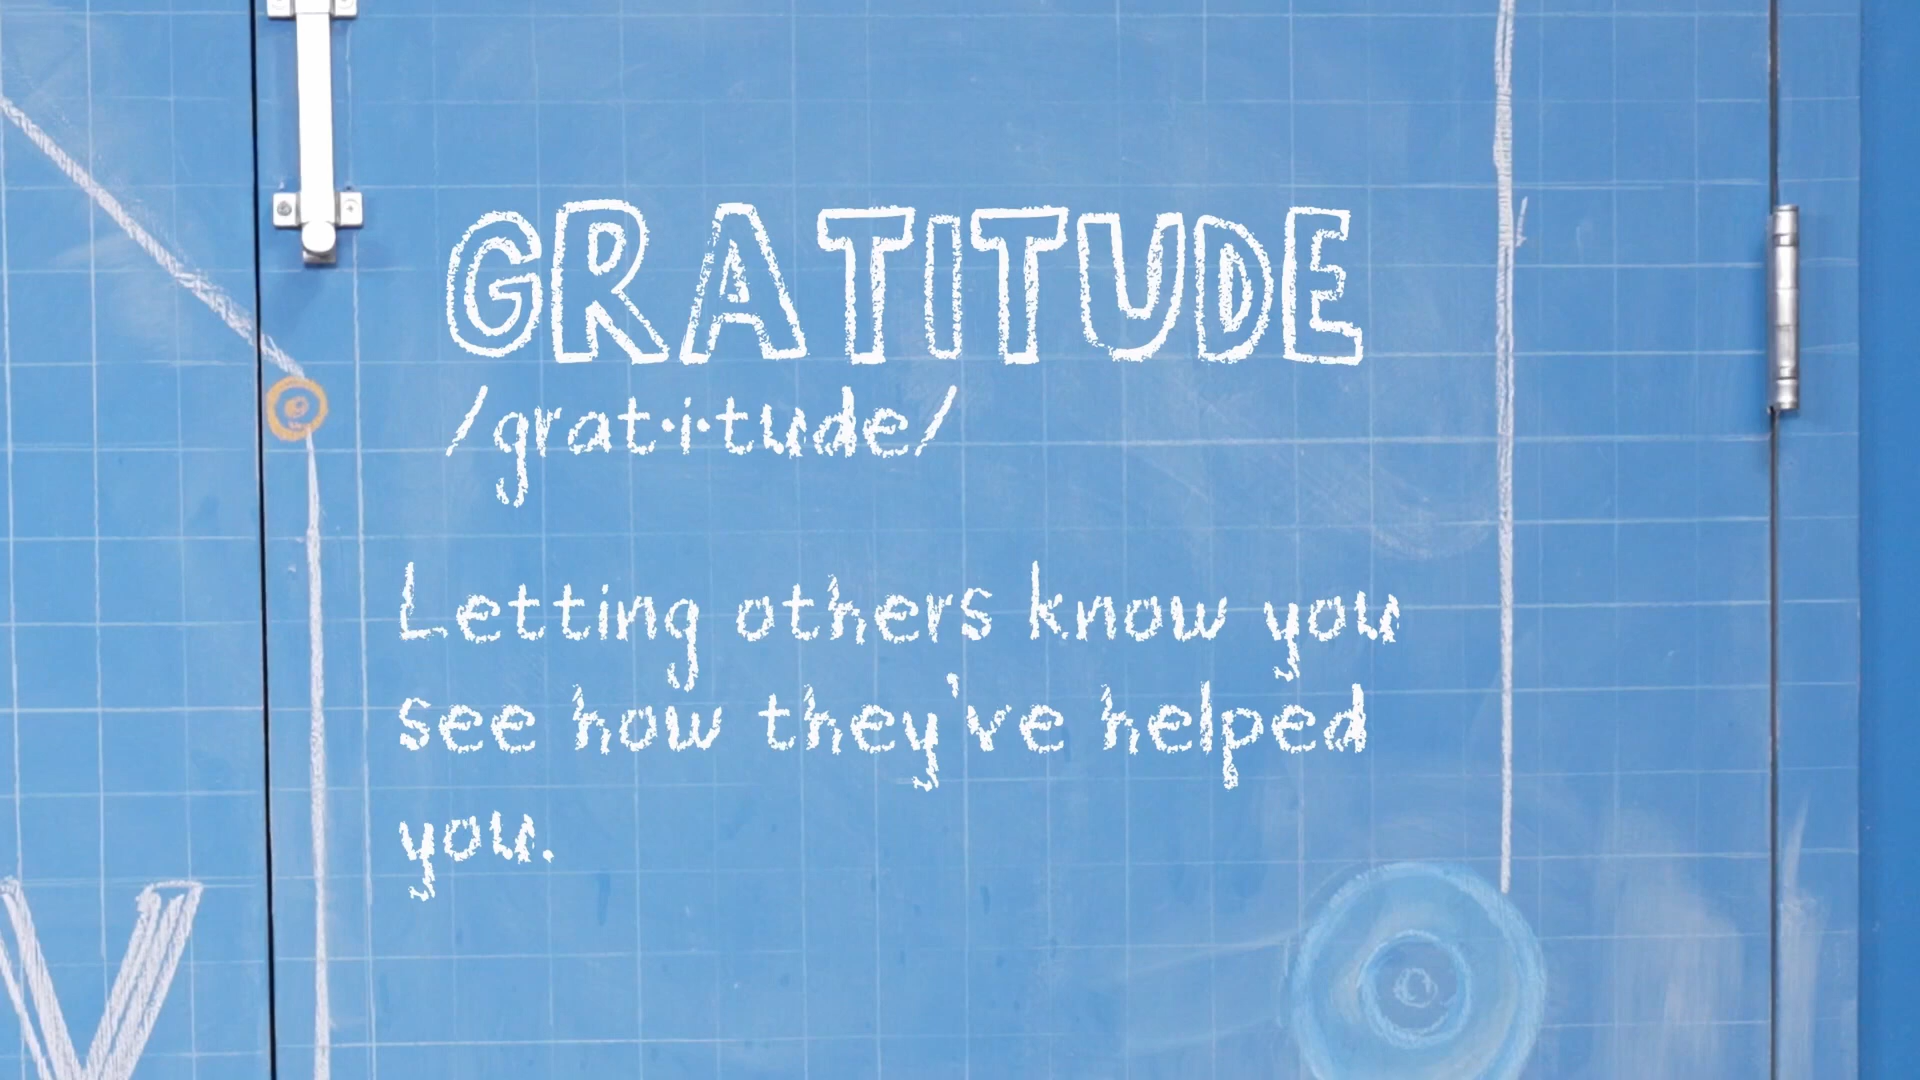 GRATITUDE
/grat•i•tude/
Letting others know you
see how they've helped
you.